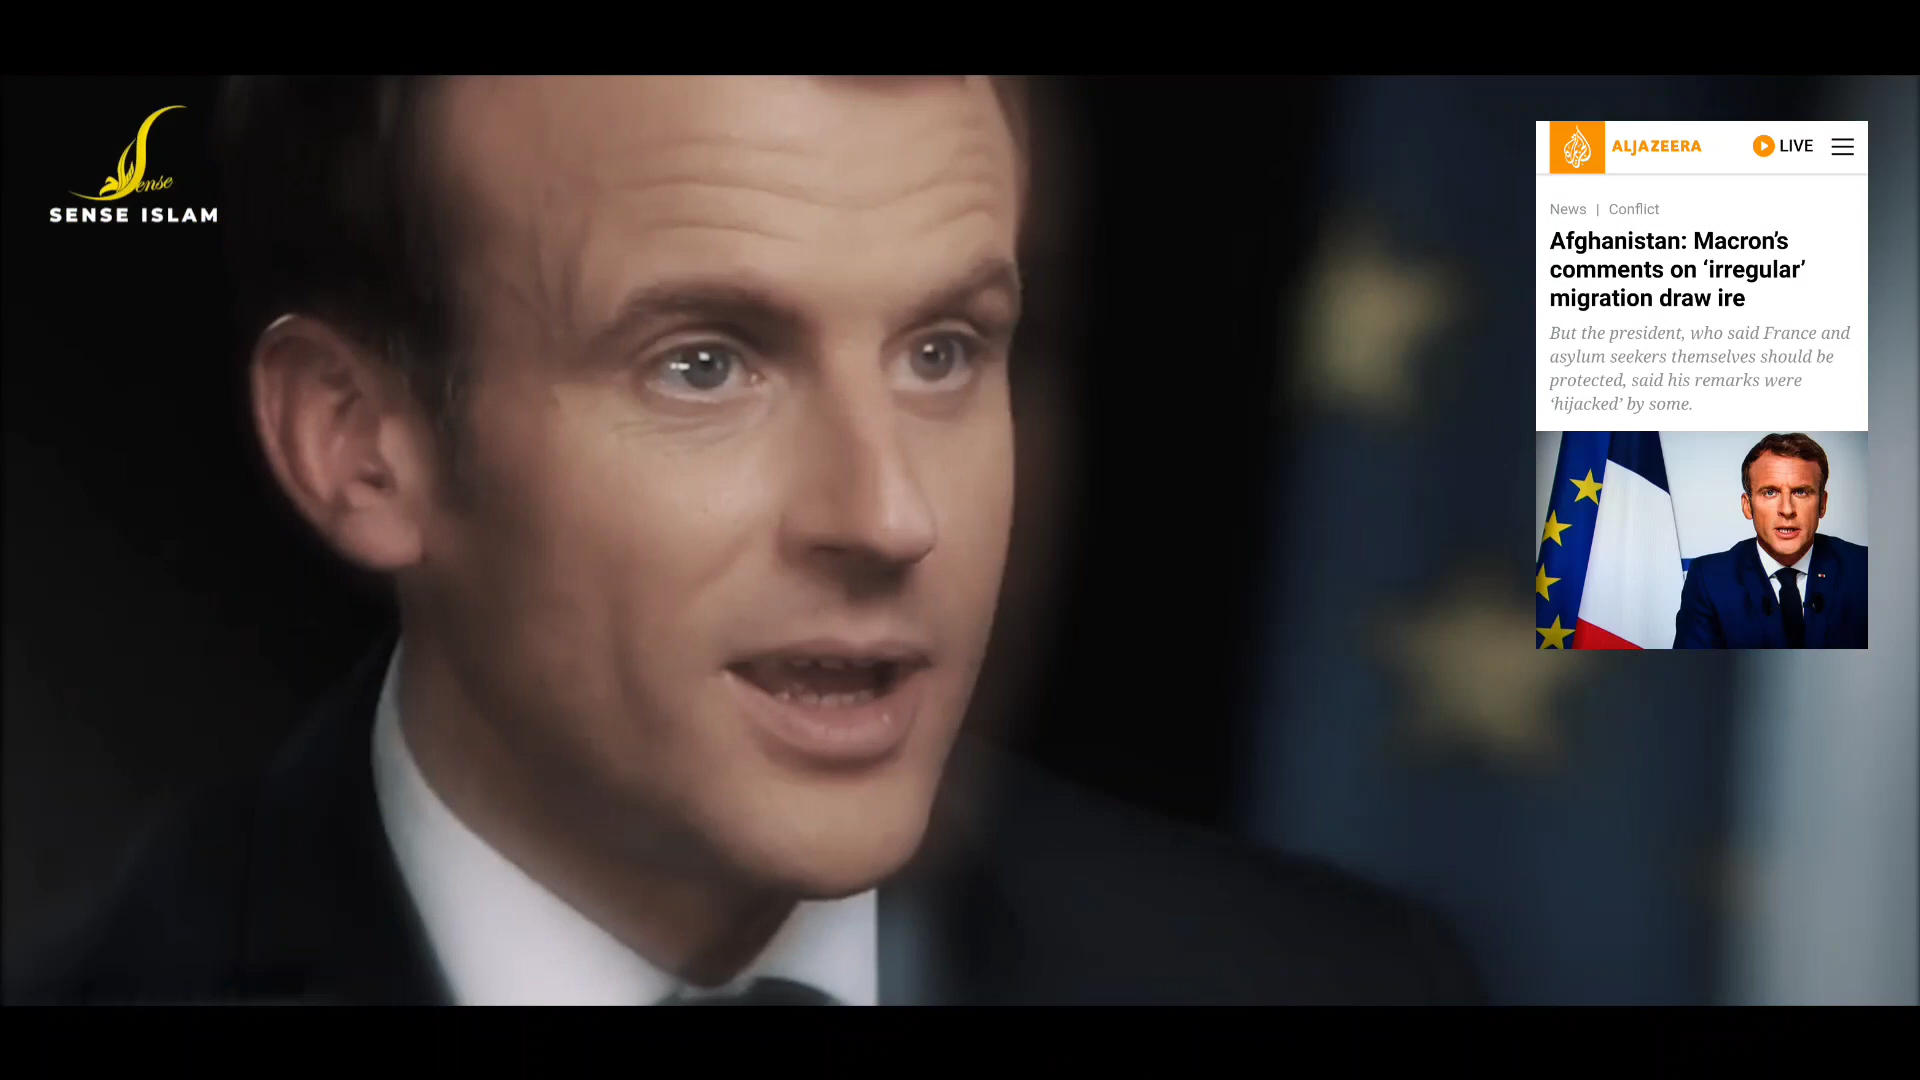 ense
SENSE ISLAM
ALJAZEERA
LIVE
News | Conflict
Afghanistan: Macron’s
comments on ‘irregular’
migration draw ire
But the president, who said France and
asylum seekers themselves should be
protected, said his remarks were
‘hijacked’ by some.